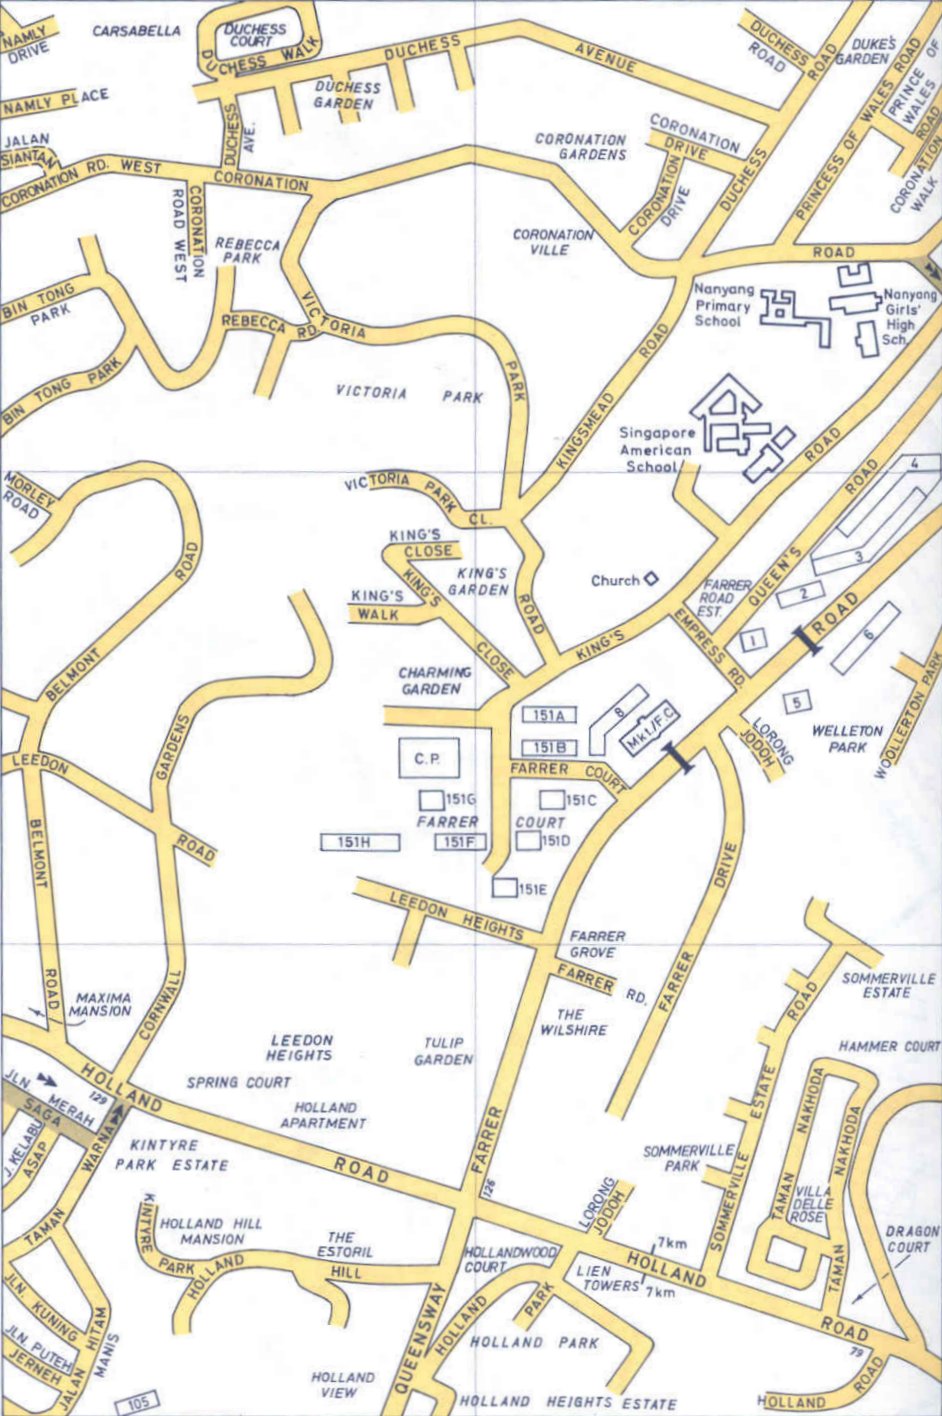 NAMLY
DRIVE
CARSABELLA
DUCHESS
COURT
DUCHESS WALK
DUCHESS
AVENUE
DUCHESS
ROAD
DUCHESS ROAD
DUKE'S
GARDEN
PRINCESS OF WALES ROAD
PRINCE OF
WALES
ROAD
CORONATION
WALK
NAMLY PLACE
DUCHESS
GARDEN
DUCHESS
AVE.
JALAN
SIANTAN
CORONATION RD. WEST
CORONATION
CORONATION
ROAD WEST
CORONATION
GARDENS
CORONATION
DRIVE
CORONATION
DRIVE
REBECCA
PARK
CORONATION
VILLE
ROAD
BIN TONG
PARK
REBECCA RD.
VICTORIA
PARK
Nanyang
Primary
School
Nanyang
Girls'
High
Sch.
BIN TONG PARK
VICTORIA PARK
KINGSMEAD ROAD
Singapore
American
School
ROAD
ROAD
4
MORLEY
ROAD
VICTORIA PARK
CL.
ROAD
KING'S
CLOSE
KING'S
WALK
KING'S
CLOSE
KING'S
GARDEN
ROAD
Church
KING'S
FARRER
ROAD
EST.
QUEEN'S
3
2
1
ROAD
6
5
EMPRESS RD.
BELMONT
CHARMING
GARDEN
GARDENS
151A
151B
8
Mkt/F.C
LORONG
JODOH
WELLETON
PARK
WOOLLERTON PARK
LEEDON
ROAD
C.P.
FARRER COURT
151G
151C
FARRER COURT
151H
151F
151D
151E
BELMONT
ROAD
DRIVE
FARRER
LEEDON HEIGHTS
FARRER
GROVE
FARRER RD.
THE
WILSHIRE
SOMMERVILLE
ESTATE
MAXIMA
MANSION
CORNWALL
LEEDON
HEIGHTS
TULIP
GARDEN
HAMMER COURT
JLN
MERAH
SAGA
129
HOLLAND
SPRING COURT
HOLLAND
APARTMENT
ROAD
FARRER
126
J. KELABU
ASAP
WARNA
TAMAN
KINTYRE
PARK ESTATE
SOMMERVILLE
PARK
SOMMERVILLE ESTATE ROAD
TAMAN NAKHODA
NAKHODA
TAMAN
VILLA
DELLE
ROSE
DRAGON
COURT
KINTYRE
PARK
HOLLAND HILL
MANSION
THE
ESTORIL
HOLLAND
HILL
HOLLANDWOOD
COURT
LORONG
JODOH
LIEN
TOWERS
7km
7km
HOLLAND
ROAD
JLN. KUNING
JLN. PUTEH
JERNEH
JALAN HITAM
MANIS
QUEENSWAY
HOLLAND
PARK
HOLLAND PARK
HOLLAND
VIEW
HOLLAND HEIGHTS ESTATE
79
HOLLAND ROAD
105